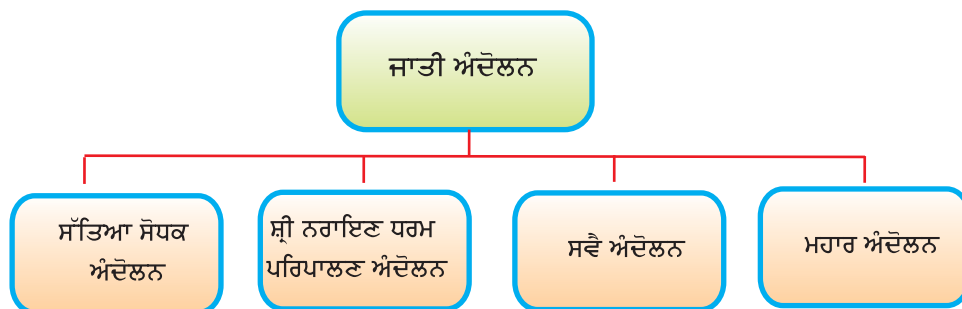 ਜਾਤੀ ਅੰਦੋਲਨ
ਸੱਤਿਆ ਸੋਧਕ
ਅੰਦੋਲਨ
ਸ਼੍ਰੀ ਨਰਾਇਣ ਧਰਮ
ਪਰਿਪਾਲਣ ਅੰਦੋਲਨ
ਸਵੈ ਅੰਦੋਲਨ
ਮਹਾਰ ਅੰਦੋਲਨ